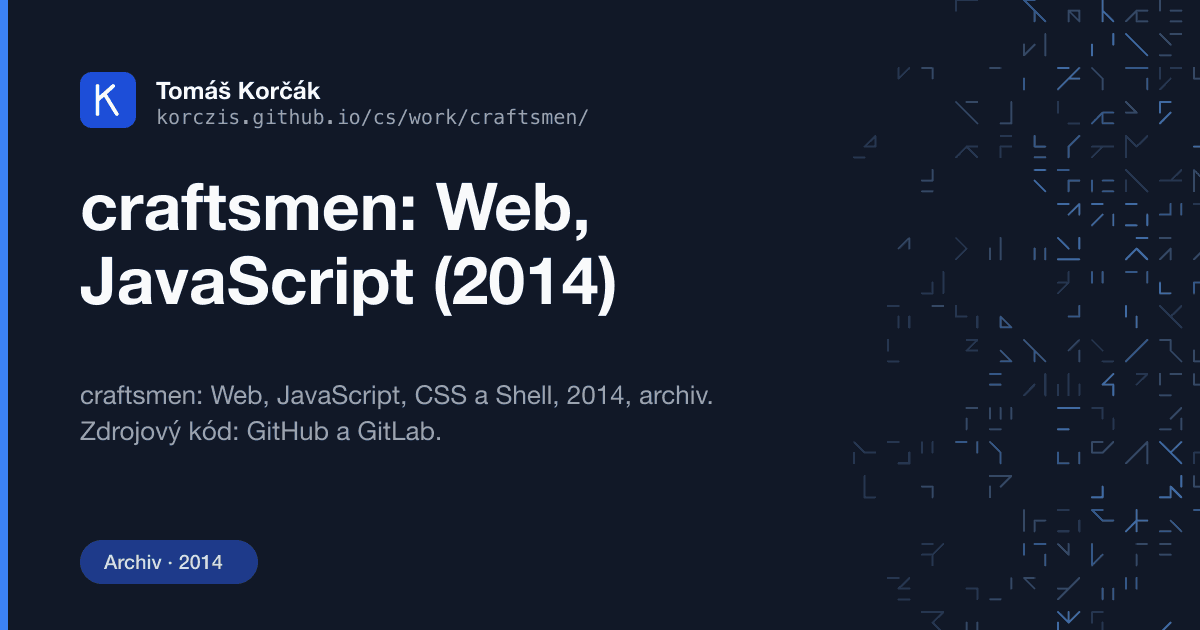 Tomáš Korčák
korczis.github.io/cs/work/craftsmen/
craftsmen: Web,
JavaScript (2014)
craftsmen: Web, JavaScript, CSS a Shell, 2014, archiv.
Zdrojový kód: GitHub a GitLab.
Archiv · 2014